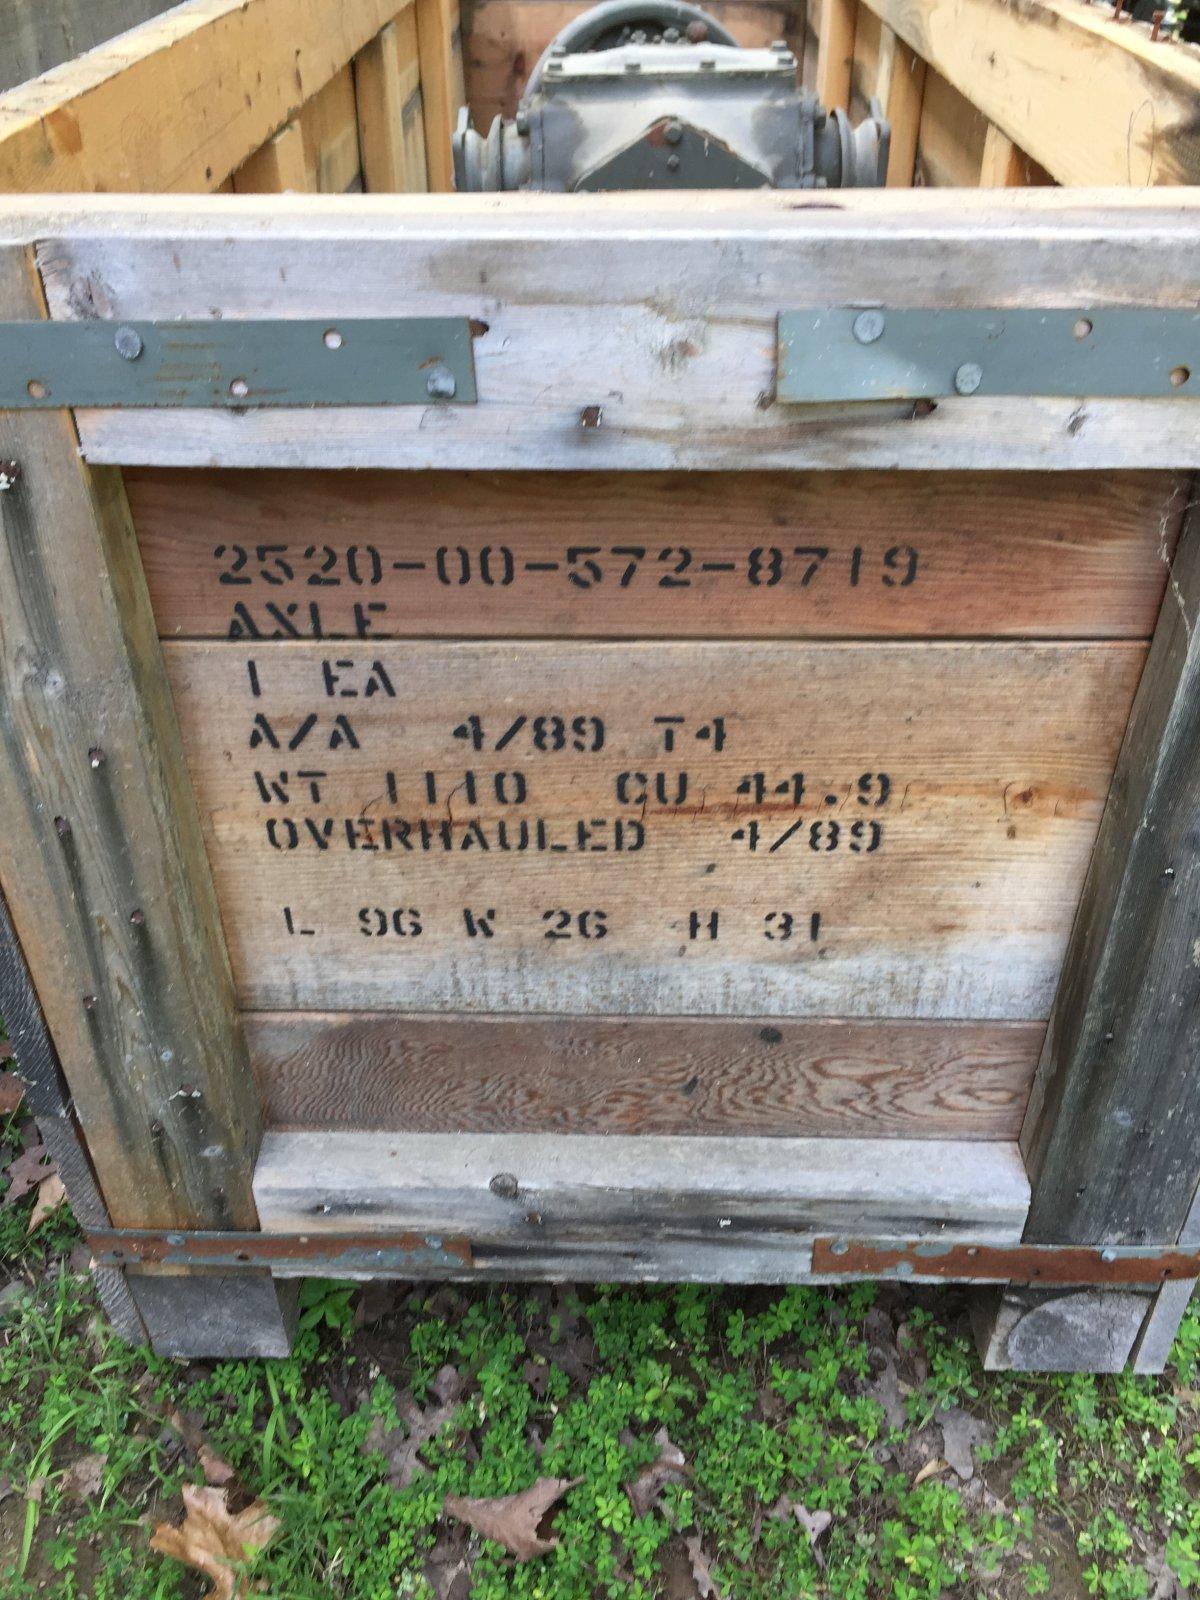 2520-00-572-8719
AXLE
1 EA
A/A 4/89 T4
WT 1110 CU 44.9
OVERHAULED 4/89
L 96 W 26 H 31